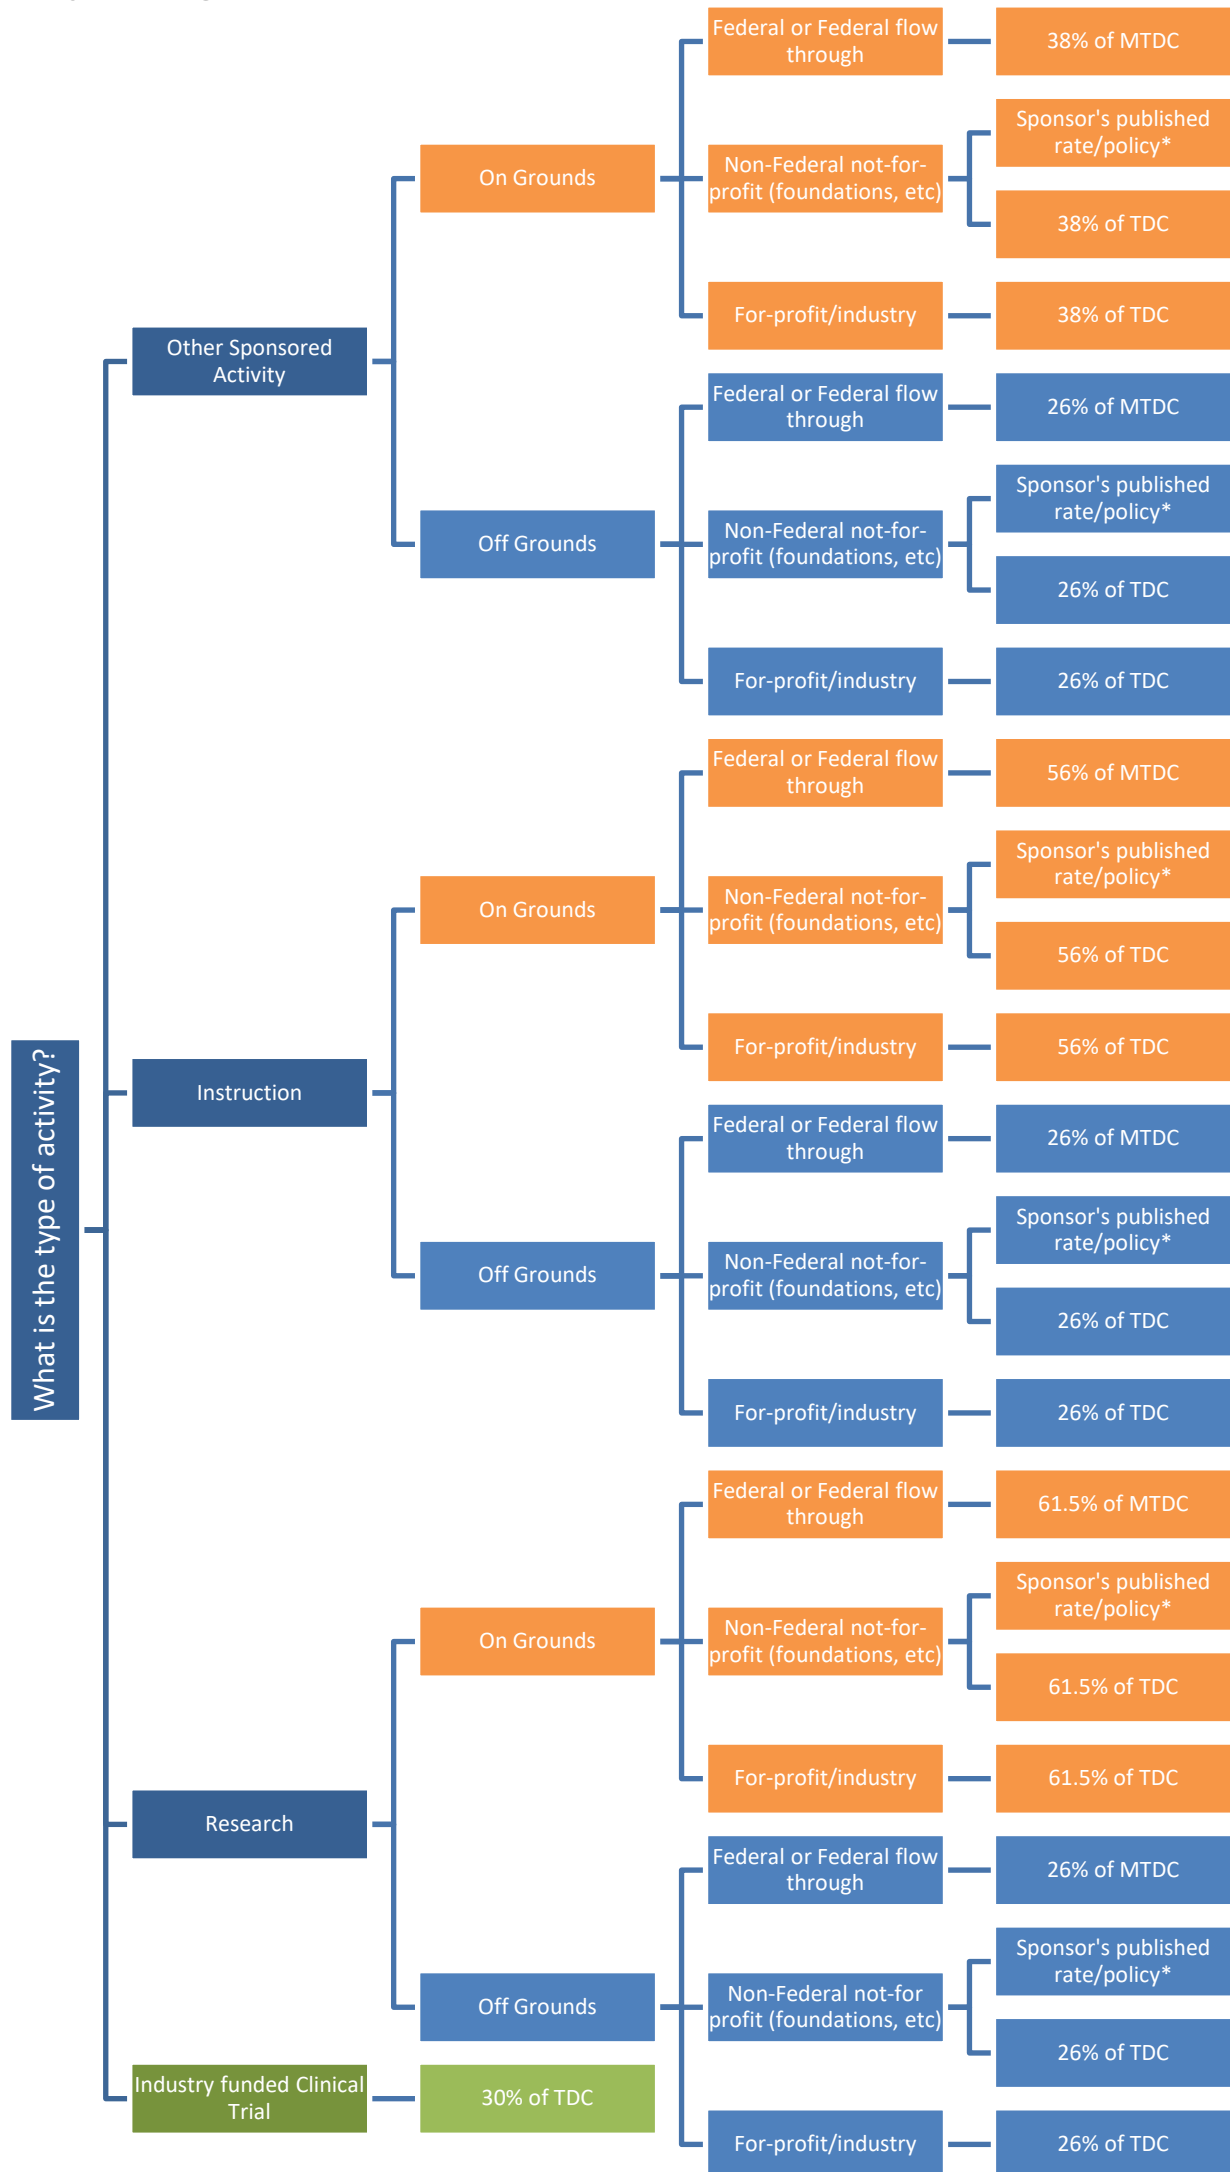 What is the type of activity?
Other Sponsored
Activity
On Grounds
Federal or Federal flow
through
38% of MTDC
Non-Federal not-for-
profit (foundations, etc)
Sponsor's published
rate/policy*
38% of TDC
For-profit/industry
38% of TDC
Off Grounds
Federal or Federal flow
through
26% of MTDC
Non-Federal not-for-
profit (foundations, etc)
Sponsor's published
rate/policy*
26% of TDC
For-profit/industry
26% of TDC
Instruction
On Grounds
Federal or Federal flow
through
56% of MTDC
Non-Federal not-for-
profit (foundations, etc)
Sponsor's published
rate/policy*
56% of TDC
For-profit/industry
56% of TDC
Off Grounds
Federal or Federal flow
through
26% of MTDC
Non-Federal not-for-
profit (foundations, etc)
Sponsor's published
rate/policy*
26% of TDC
For-profit/industry
26% of TDC
Research
On Grounds
Federal or Federal flow
through
61.5% of MTDC
Non-Federal not-for-
profit (foundations, etc)
Sponsor's published
rate/policy*
61.5% of TDC
For-profit/industry
61.5% of TDC
Off Grounds
Federal or Federal flow
through
26% of MTDC
Non-Federal not-for
profit (foundations, etc)
Sponsor's published
rate/policy*
26% of TDC
For-profit/industry
26% of TDC
Industry funded Clinical
Trial
30% of TDC